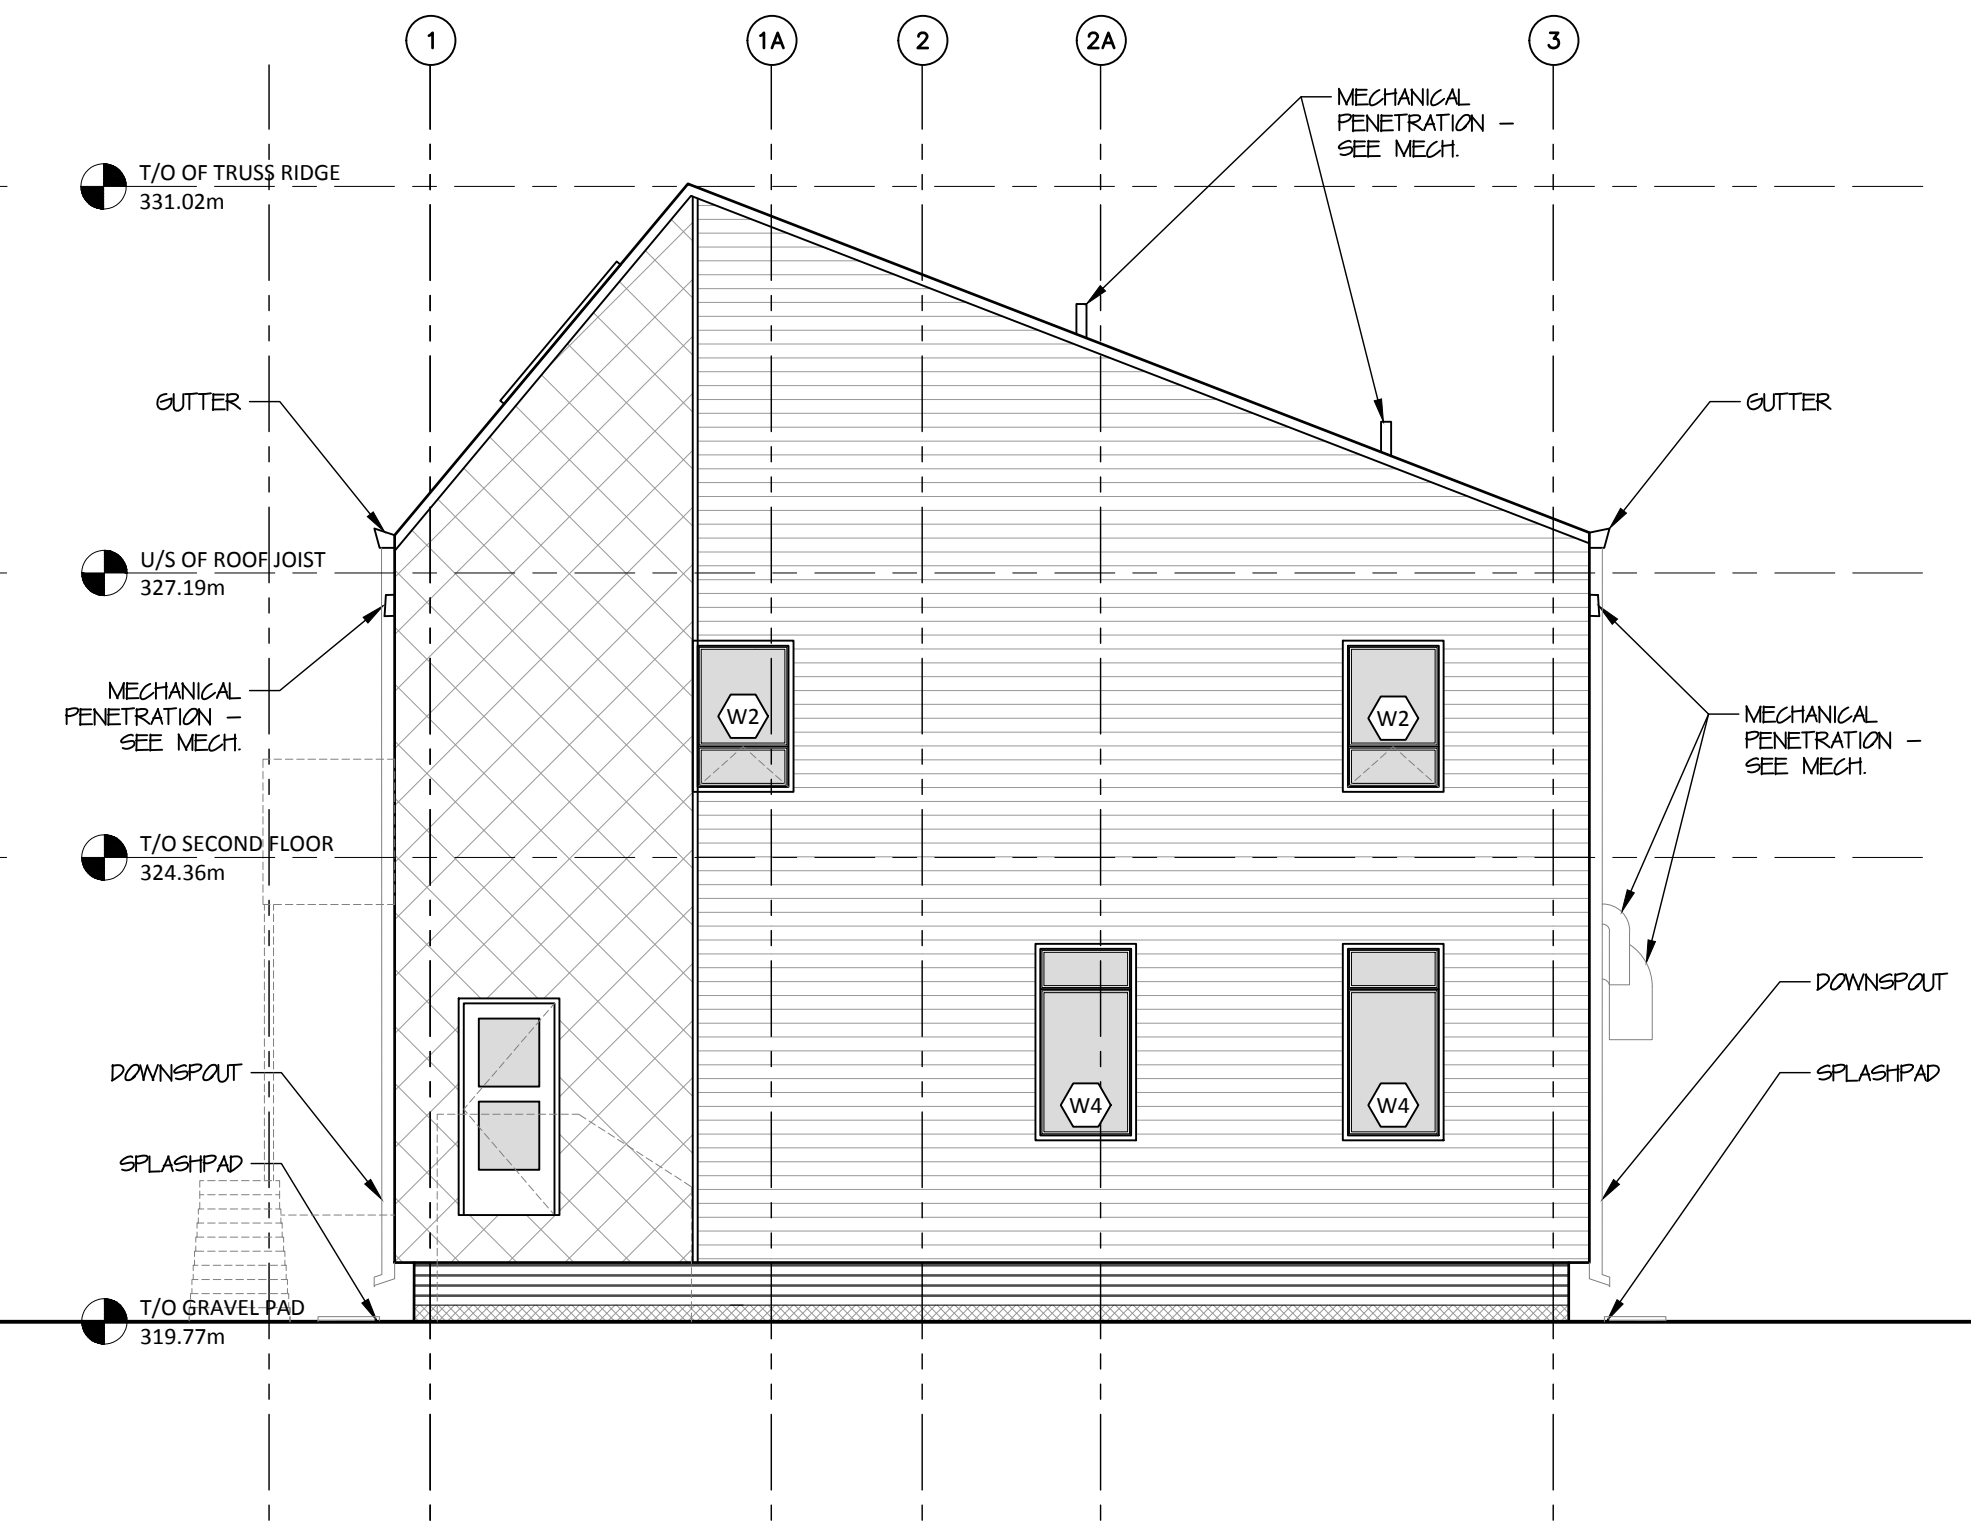 1
1A
2
2A
3
MECHANICAL
PENETRATION –
SEE MECH.
T/O OF TRUSS RIDGE
331.02m
GUTTER
GUTTER
U/S OF ROOF JOIST
327.19m
MECHANICAL
PENETRATION –
SEE MECH.
W2
W2
MECHANICAL
PENETRATION –
SEE MECH.
T/O SECOND FLOOR
324.36m
DOWNSPOUT
DOWNSPOUT
SPLASHPAD
W4
W4
SPLASHPAD
T/O GRAVEL PAD
319.77m